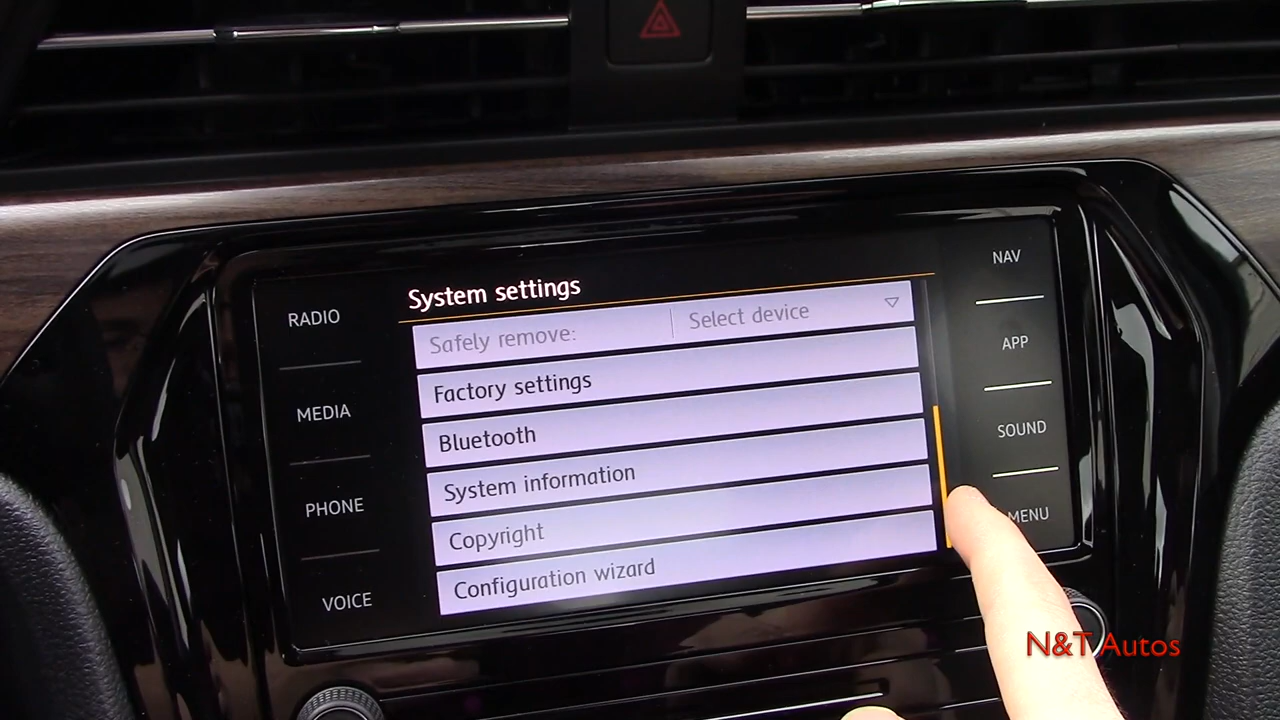 System settings
Safely remove: Select device
Factory settings
Bluetooth
System information
Copyright
Configuration wizard
RADIO
MEDIA
PHONE
VOICE
NAV
APP
SOUND
MENU
N&T Autos